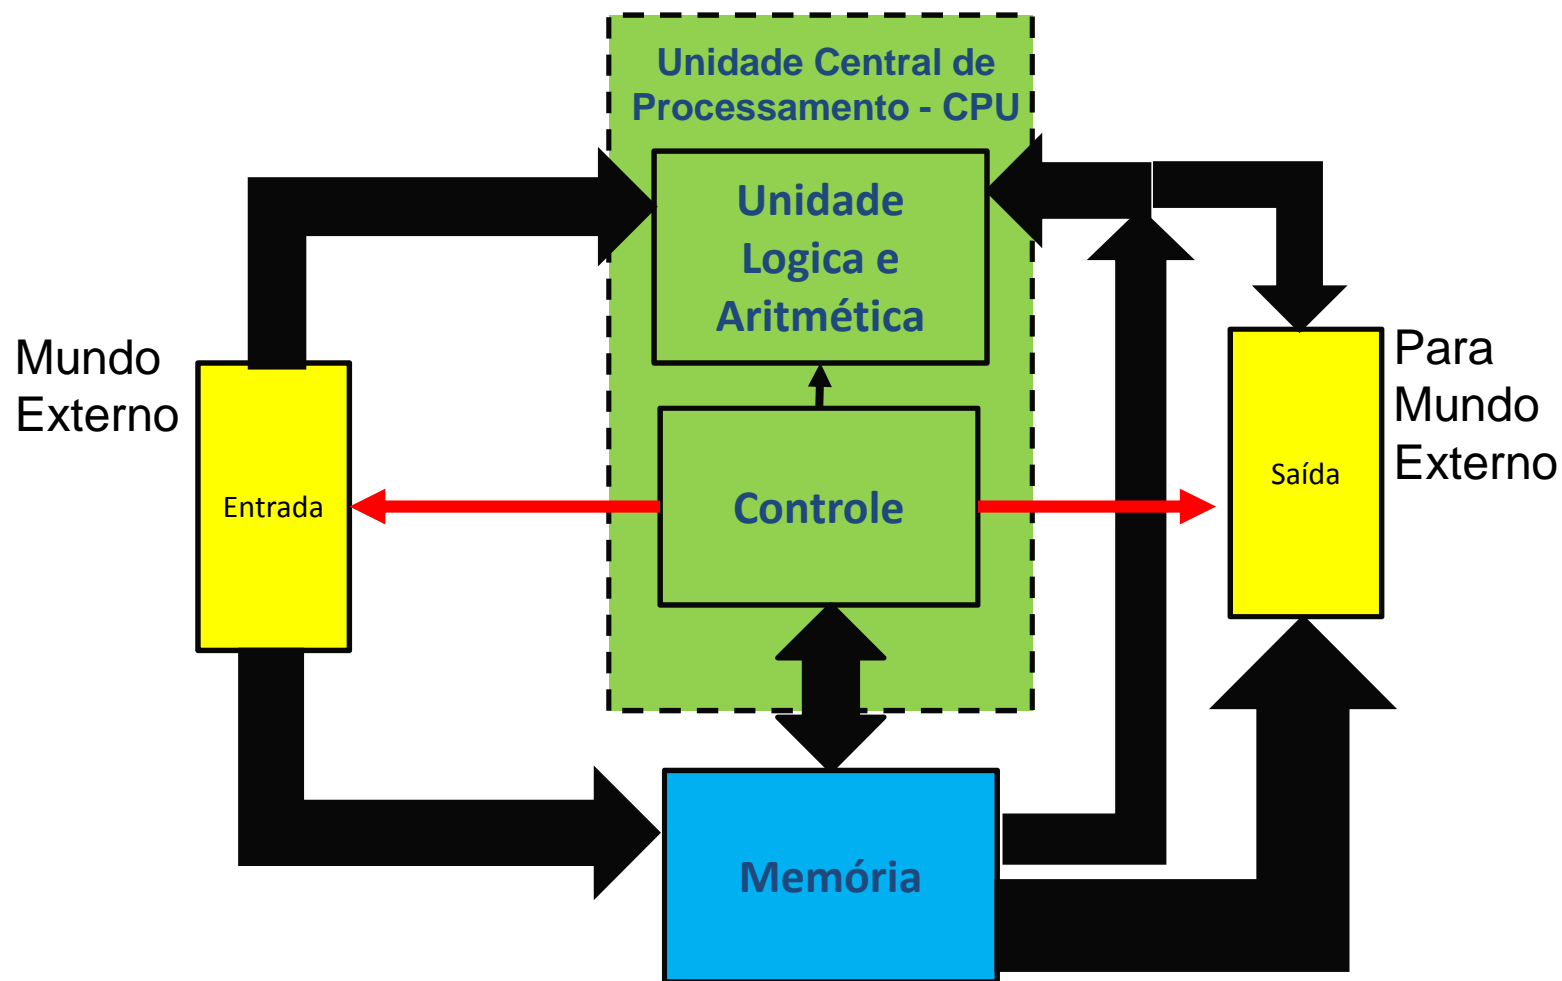 Unidade Central de
Processamento - CPU
Unidade
Logica e
Aritmética
Mundo
Externo
Entrada
Controle
Saída
Para
Mundo
Externo
Memória